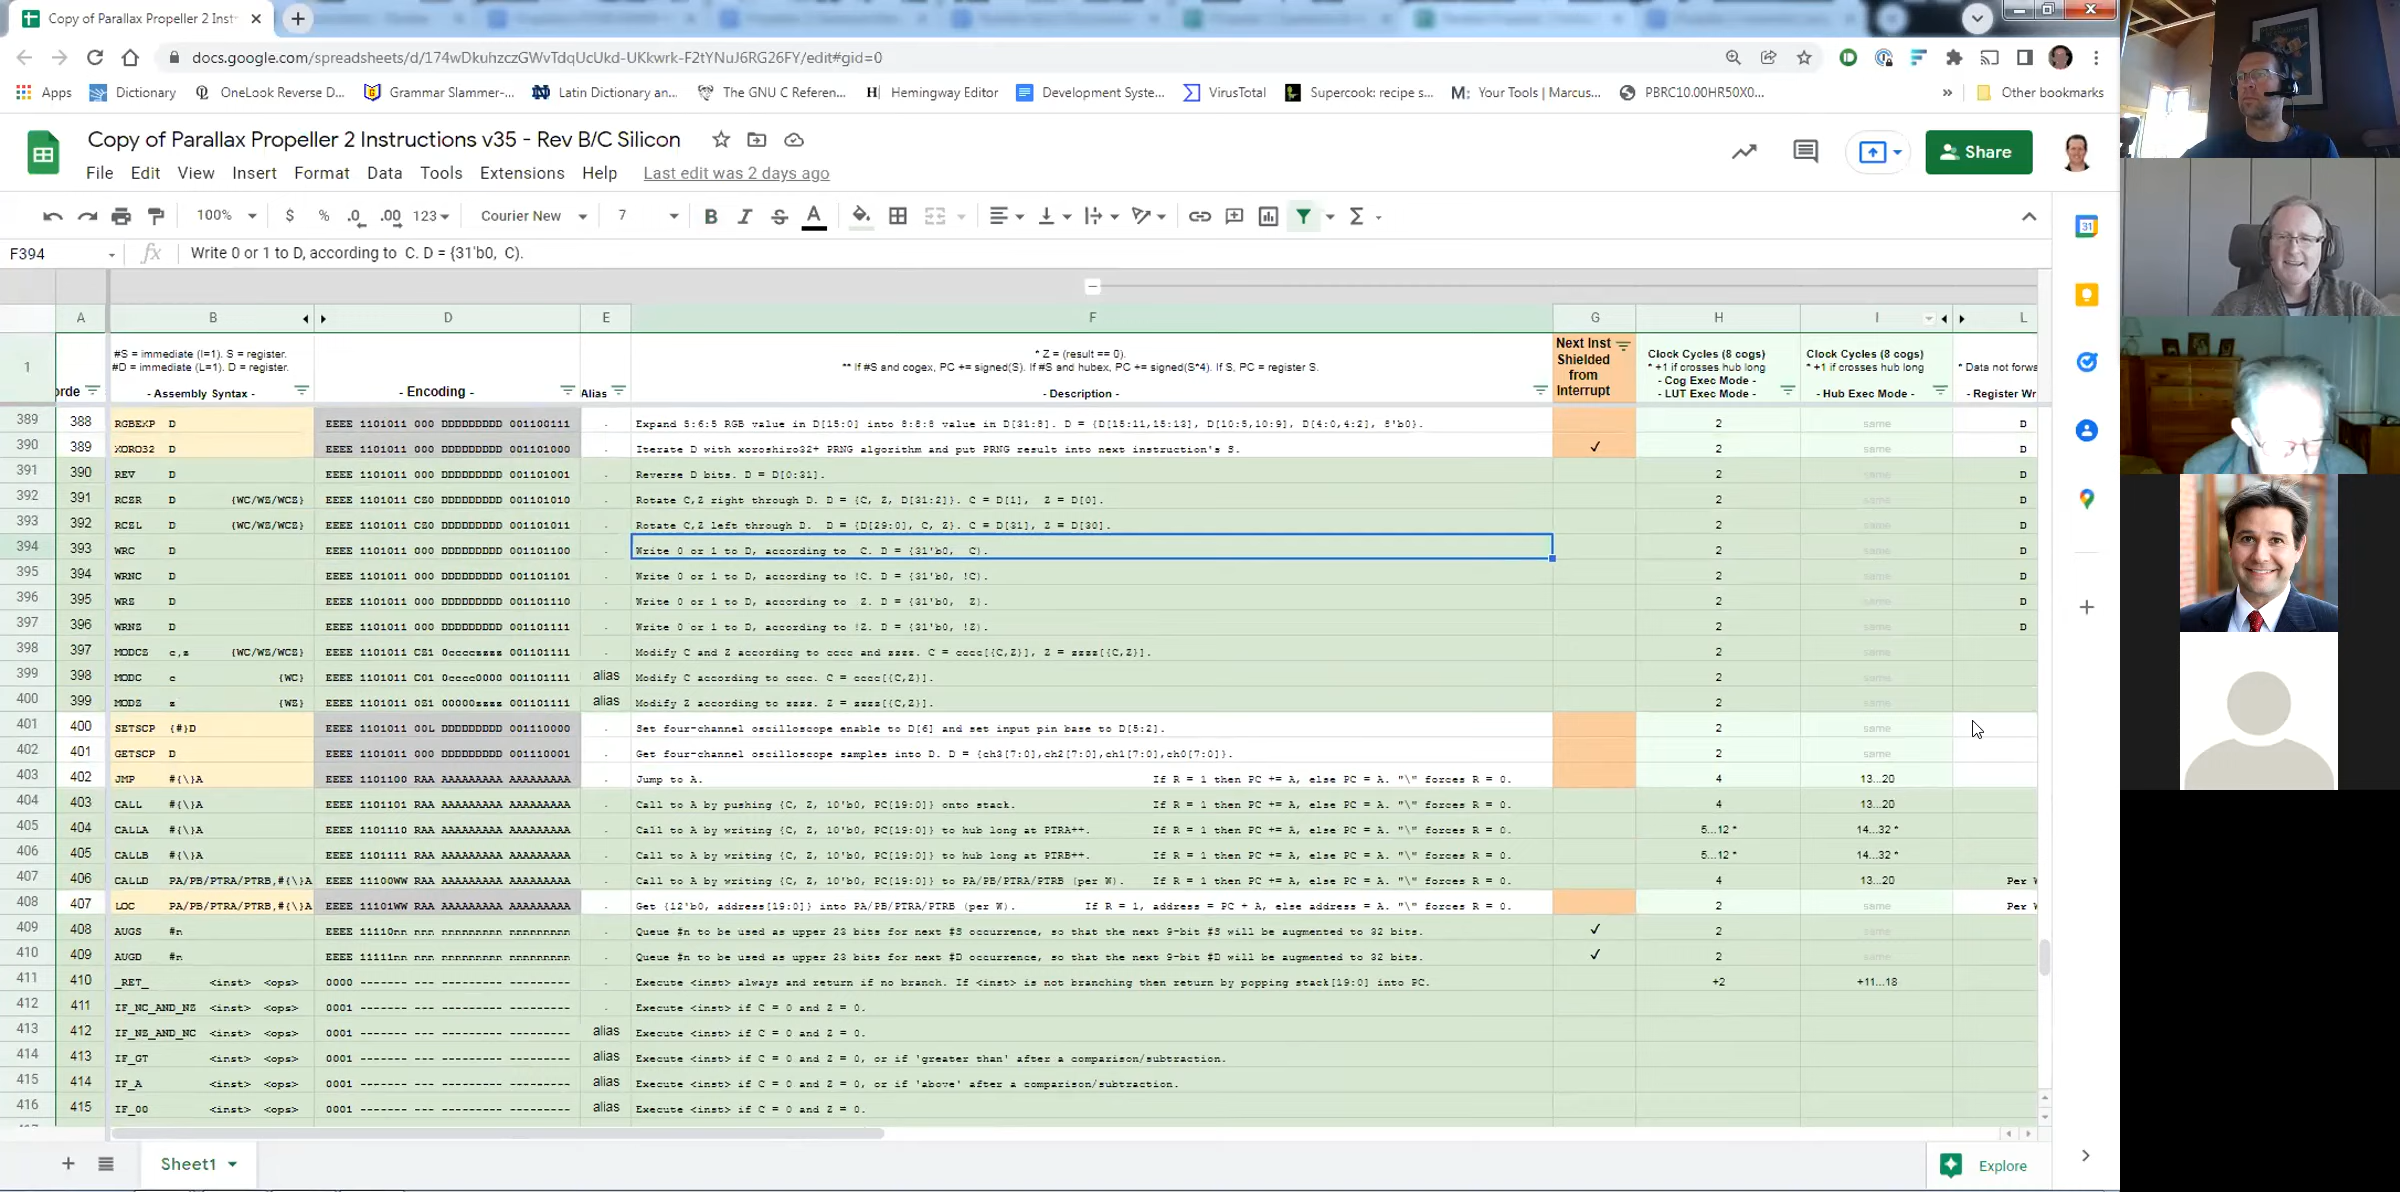 Copy of Parallax Propeller 2 Inst
docs.google.com/spreadsheets/d/174wDkuhzczGWvTdqUcUkd-UKkwrk-F2tYNuJ6RG26FY/edit#gid=0
Apps Dictionary OneLook Reverse D... Grammar Slammer-... Latin Dictionary an... The GNU C Referen... Hemingway Editor Development Syste... VirusTotal Supercook: recipe s... M: Your Tools | Marcus... PBRC10.00HR50X0... » Other bookmarks
Copy of Parallax Propeller 2 Instructions v35 - Rev B/C Silicon
Share
File Edit View Insert Format Data Tools Extensions Help Last edit was 2 days ago
100% $ % .0 .00 123 Courier New 7 B I S A Σ
31
F394 fx Write 0 or 1 to D, according to C. D = {31'b0, C).
A B D E F G H I L
1
#S = immediate (I=1). S = register.
#D = immediate (L=1). D = register.
orde - Assembly Syntax - - Encoding - Alias
* Z = (result == 0).
** If #S and cogex, PC += signed(S). If #S and hubex, PC += signed(S*4). If S, PC = register S.
- Description -
Next Inst
Shielded
from
Interrupt
Clock Cycles (8 cogs)
* +1 if crosses hub long
- Cog Exec Mode -
- LUT Exec Mode -
Clock Cycles (8 cogs)
* +1 if crosses hub long
- Hub Exec Mode -
* Data not forwa
- Register Wr
389 388 RGBEXP D EEEE 1101011 000 DDDDDDDDD 001100111 . Expand 5:6:5 RGB value in D[15:0] into 8:8:8 value in D[31:8]. D = {D[15:11,15:13], D[10:5,10:9], D[4:0,4:2], 8'b0}. 2 same D
390 389 XORO32 D EEEE 1101011 000 DDDDDDDDD 001101000 . Iterate D with xoroshiro32+ PRNG algorithm and put PRNG result into next instruction's S. ✓ 2 same D
391 390 REV D EEEE 1101011 000 DDDDDDDDD 001101001 . Reverse D bits. D = D[0:31]. 2 same D
392 391 RCZR D {WC/WZ/WCZ} EEEE 1101011 CZ0 DDDDDDDDD 001101010 . Rotate C,Z right through D. D = {C, Z, D[31:2]}. C = D[1], Z = D[0]. 2 same D
393 392 RCZL D {WC/WZ/WCZ} EEEE 1101011 CZ0 DDDDDDDDD 001101011 . Rotate C,Z left through D. D = {D[29:0], C, Z}. C = D[31], Z = D[30]. 2 same D
394 393 WRC D EEEE 1101011 000 DDDDDDDDD 001101100 . Write 0 or 1 to D, according to C. D = {31'b0, C). 2 same D
395 394 WRNC D EEEE 1101011 000 DDDDDDDDD 001101101 . Write 0 or 1 to D, according to !C. D = {31'b0, !C). 2 same D
396 395 WRZ D EEEE 1101011 000 DDDDDDDDD 001101110 . Write 0 or 1 to D, according to Z. D = {31'b0, Z). 2 same D
397 396 WRNZ D EEEE 1101011 000 DDDDDDDDD 001101111 . Write 0 or 1 to D, according to !Z. D = {31'b0, !Z). 2 same D
398 397 MODCZ c,z {WC/WZ/WCZ} EEEE 1101011 CZ1 0cccczzzz 001101111 . Modify C and Z according to cccc and zzzz. C = cccc[{C,Z}], Z = zzzz[{C,Z}]. 2 same
399 398 MODC c {WC} EEEE 1101011 C01 0cccc0000 001101111 alias Modify C according to cccc. C = cccc[{C,Z}]. 2 same
400 399 MODZ z {WZ} EEEE 1101011 0Z1 00000zzzz 001101111 alias Modify Z according to zzzz. Z = zzzz[{C,Z}]. 2 same
401 400 SETSCP {#}D EEEE 1101011 00L DDDDDDDDD 001110000 . Set four-channel oscilloscope enable to D[6] and set input pin base to D[5:2]. 2 same
402 401 GETSCP D EEEE 1101011 000 DDDDDDDDD 001110001 . Get four-channel oscilloscope samples into D. D = {ch3[7:0],ch2[7:0],ch1[7:0],ch0[7:0]}. 2 same
403 402 JMP #{\}A EEEE 1101100 RAA AAAAAAAAA AAAAAAAAA . Jump to A. If R = 1 then PC += A, else PC = A. "\" forces R = 0. 4 13...20
404 403 CALL #{\}A EEEE 1101101 RAA AAAAAAAAA AAAAAAAAA . Call to A by pushing {C, Z, 10'b0, PC[19:0]} onto stack. If R = 1 then PC += A, else PC = A. "\" forces R = 0. 4 13...20
405 404 CALLA #{\}A EEEE 1101110 RAA AAAAAAAAA AAAAAAAAA . Call to A by writing {C, Z, 10'b0, PC[19:0]} to hub long at PTRA++. If R = 1 then PC += A, else PC = A. "\" forces R = 0. 5...12 * 14...32 *
406 405 CALLB #{\}A EEEE 1101111 RAA AAAAAAAAA AAAAAAAAA . Call to A by writing {C, Z, 10'b0, PC[19:0]} to hub long at PTRB++. If R = 1 then PC += A, else PC = A. "\" forces R = 0. 5...12 * 14...32 *
407 406 CALLD PA/PB/PTRA/PTRB,#{\}A EEEE 11100WW RAA AAAAAAAAA AAAAAAAAA . Call to A by writing {C, Z, 10'b0, PC[19:0]} to PA/PB/PTRA/PTRB (per W). If R = 1 then PC += A, else PC = A. "\" forces R = 0. 4 13...20 Per W
408 407 LOC PA/PB/PTRA/PTRB,#{\}A EEEE 11101WW RAA AAAAAAAAA AAAAAAAAA . Get {12'b0, address[19:0]} into PA/PB/PTRA/PTRB (per W). If R = 1, address = PC + A, else address = A. "\" forces R = 0. 2 same Per W
409 408 AUGS #n EEEE 11110nn nnn nnnnnnnnn nnnnnnnnn . Queue #n to be used as upper 23 bits for next #S occurrence, so that the next 9-bit #S will be augmented to 32 bits. ✓ 2 same
410 409 AUGD #n EEEE 11111nn nnn nnnnnnnnn nnnnnnnnn . Queue #n to be used as upper 23 bits for next #D occurrence, so that the next 9-bit #D will be augmented to 32 bits. ✓ 2 same
411 410 _RET_ <inst> <ops> 0000 ------- --- --------- --------- . Execute <inst> always and return if no branch. If <inst> is not branching then return by popping stack[19:0] into PC. +2 +11...18
412 411 IF_NC_AND_NZ <inst> <ops> 0001 ------- --- --------- --------- . Execute <inst> if C = 0 and Z = 0.
413 412 IF_NZ_AND_NC <inst> <ops> 0001 ------- --- --------- --------- alias Execute <inst> if C = 0 and Z = 0.
414 413 IF_GT <inst> <ops> 0001 ------- --- --------- --------- alias Execute <inst> if C = 0 and Z = 0, or if 'greater than' after a comparison/subtraction.
415 414 IF_A <inst> <ops> 0001 ------- --- --------- --------- alias Execute <inst> if C = 0 and Z = 0, or if 'above' after a comparison/subtraction.
416 415 IF_00 <inst> <ops> 0001 ------- --- --------- --------- alias Execute <inst> if C = 0 and Z = 0.
Sheet1 Explore